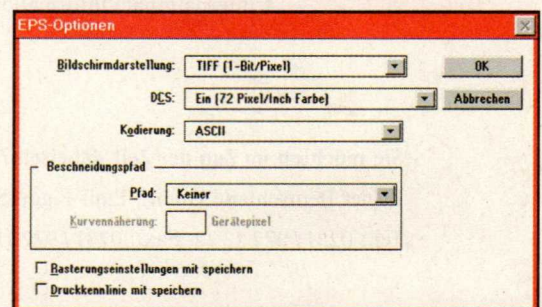 EPS-Optionen
Bildschirmdarstellung: TIFF (1-Bit/Pixel) OK
DCS: Ein (72 Pixel/Inch Farbe) Abbrechen
Kodierung: ASCII
Beschneidungspfad
Pfad: Keiner
Kurvennäherung: Gerätepixel
Rasterungseinstellungen mit speichern
Druckkennlinie mit speichern